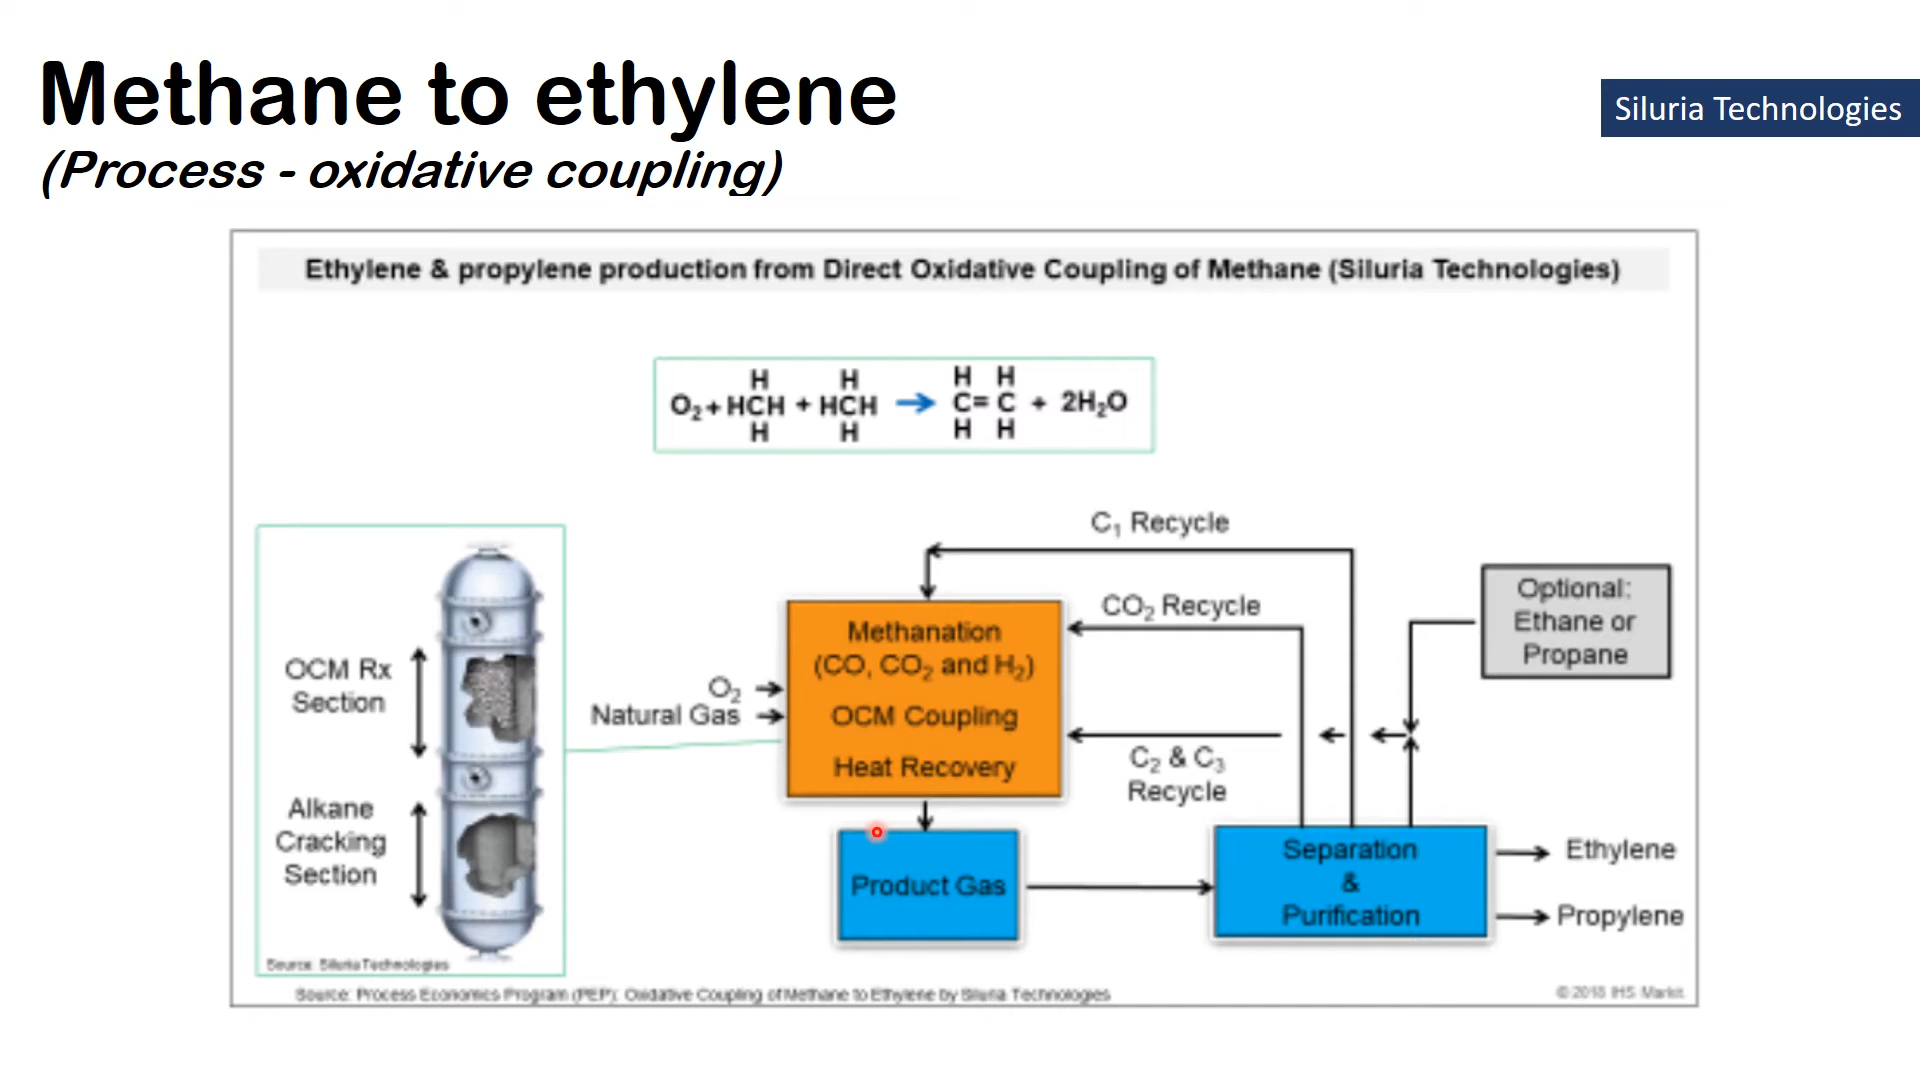 Methane to ethylene
(Process - oxidative coupling)
Siluria Technologies
Ethylene & propylene production from Direct Oxidative Coupling of Methane (Siluria Technologies)
H H H H
O₂ + HCH + HCH → C = C + 2H₂O
H H H H
C₁ Recycle
CO₂ Recycle
Optional:
Ethane or
Propane
OCM Rx
Section
Alkane
Cracking
Section
Source: Siluria Technologies
O₂
Natural Gas
Methanation
(CO, CO₂ and H₂)
OCM Coupling
Heat Recovery
C₂ & C₃
Recycle
Product Gas
Separation
&
Purification
Ethylene
Propylene
Source: Process Economics Program (PEP): Oxidative Coupling of Methane to Ethylene by Siluria Technologies
© 2018 IHS Markit